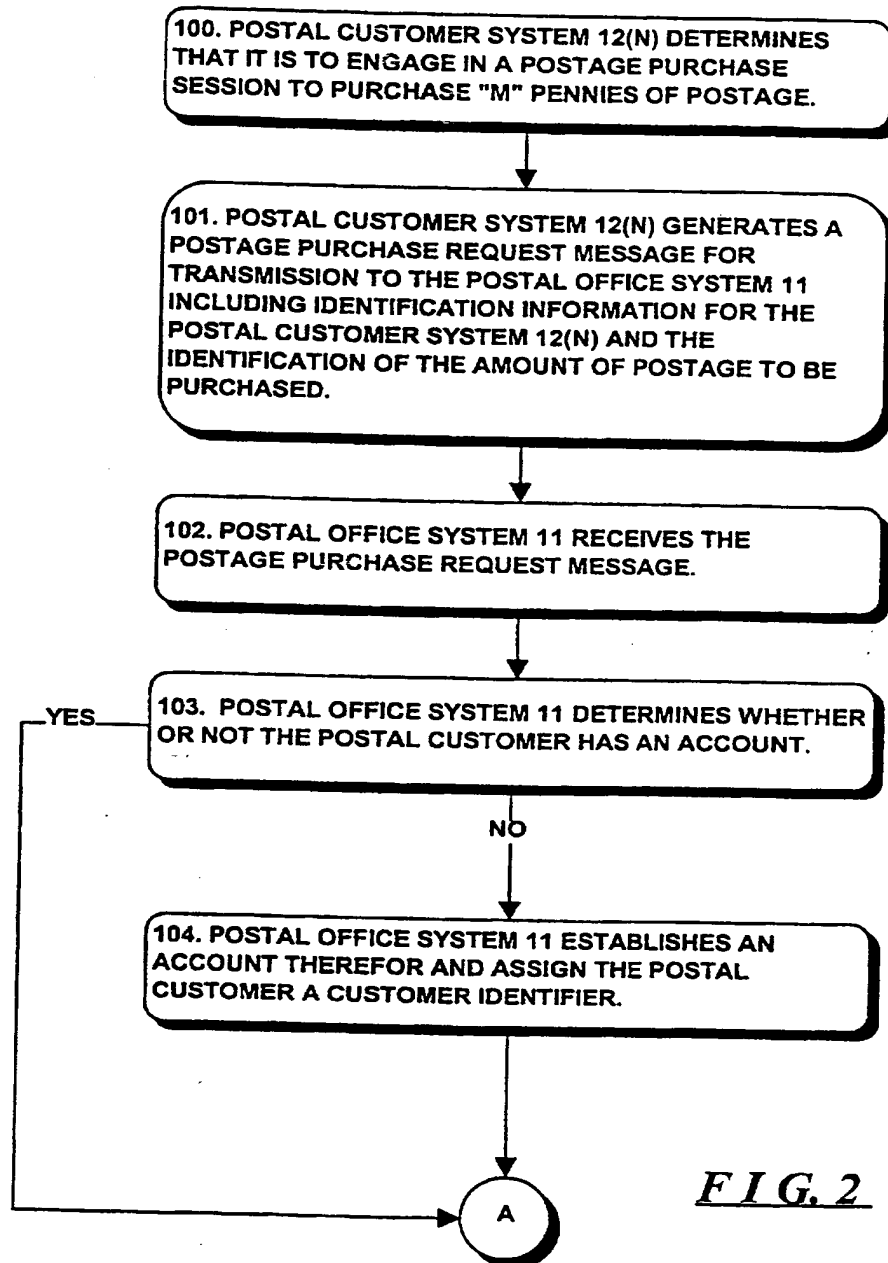 100. POSTAL CUSTOMER SYSTEM 12(N) DETERMINES
THAT IT IS TO ENGAGE IN A POSTAGE PURCHASE
SESSION TO PURCHASE "M" PENNIES OF POSTAGE.
101. POSTAL CUSTOMER SYSTEM 12(N) GENERATES A
POSTAGE PURCHASE REQUEST MESSAGE FOR
TRANSMISSION TO THE POSTAL OFFICE SYSTEM 11
INCLUDING IDENTIFICATION INFORMATION FOR THE
POSTAL CUSTOMER SYSTEM 12(N) AND THE
IDENTIFICATION OF THE AMOUNT OF POSTAGE TO BE
PURCHASED.
102. POSTAL OFFICE SYSTEM 11 RECEIVES THE
POSTAGE PURCHASE REQUEST MESSAGE.
103. POSTAL OFFICE SYSTEM 11 DETERMINES WHETHER
OR NOT THE POSTAL CUSTOMER HAS AN ACCOUNT.
YES
NO
104. POSTAL OFFICE SYSTEM 11 ESTABLISHES AN
ACCOUNT THEREFOR AND ASSIGN THE POSTAL
CUSTOMER A CUSTOMER IDENTIFIER.
A
FIG. 2